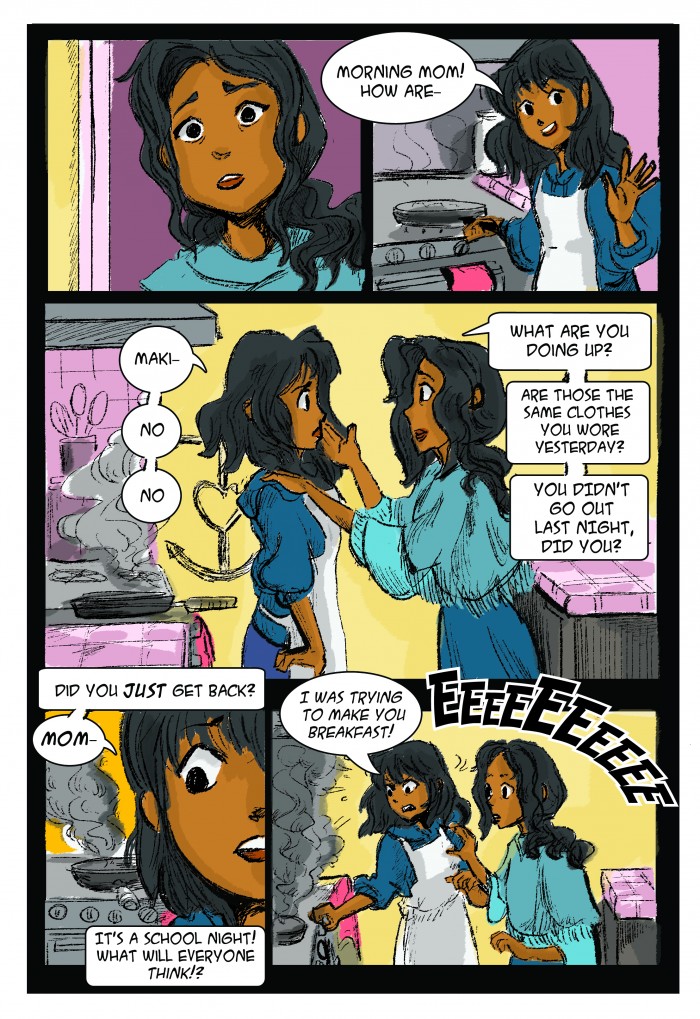 MORNING MOM!
HOW ARE-
WHAT ARE YOU
DOING UP?
MAKI-
ARE THOSE THE
SAME CLOTHES
YOU WORE
YESTERDAY?
NO
YOU DIDN'T
GO OUT
LAST NIGHT,
DID YOU?
NO
DID YOU JUST GET BACK?
MOM-
IT'S A SCHOOL NIGHT!
WHAT WILL EVERYONE
THINK!?
I WAS TRYING
TO MAKE YOU
BREAKFAST!
EEEEEEEEEE